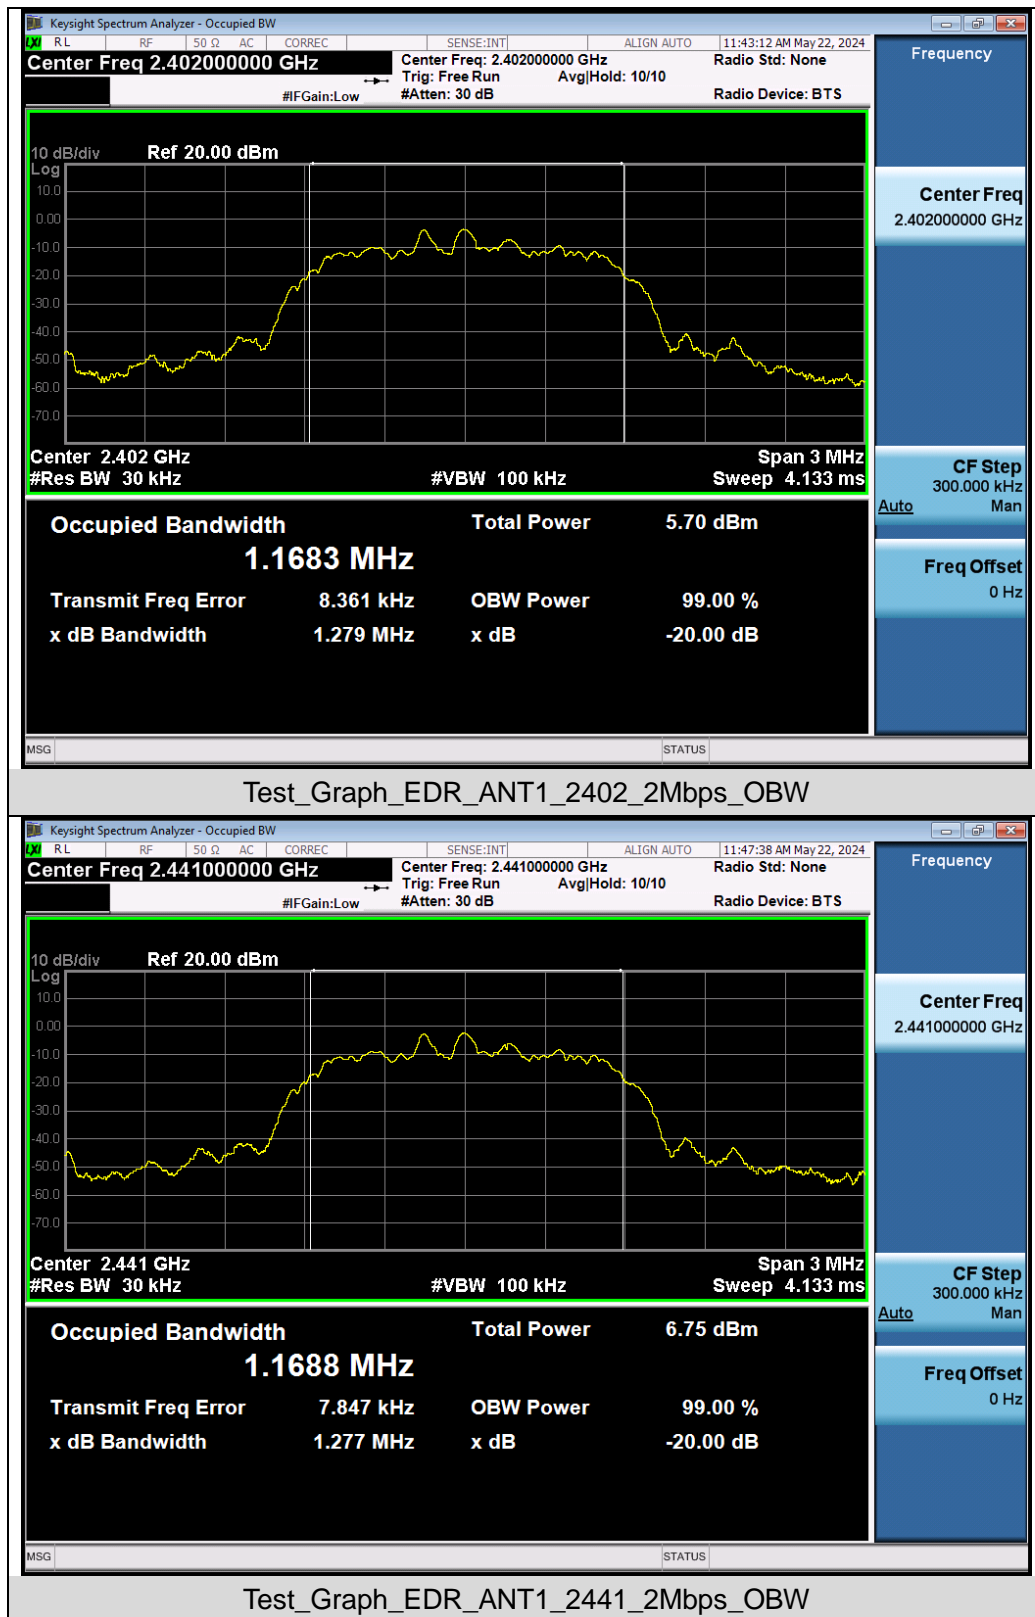 Keysight Spectrum Analyzer - Occupied BW
LXI RL RF 50 Ω AC CORREC SENSE:INT ALIGN AUTO 11:43:12 AM May 22, 2024
Center Freq 2.402000000 GHz Center Freq: 2.402000000 GHz Radio Std: None
Trig: Free Run Avg|Hold: 10/10
#IFGain:Low #Atten: 30 dB Radio Device: BTS
10 dB/div Ref 20.00 dBm
Log
10.0
0.00
-10.0
-20.0
-30.0
-40.0
-50.0
-60.0
-70.0
Center 2.402 GHz Span 3 MHz
#Res BW 30 kHz #VBW 100 kHz Sweep 4.133 ms
Occupied Bandwidth Total Power 5.70 dBm
1.1683 MHz
Transmit Freq Error 8.361 kHz OBW Power 99.00 %
x dB Bandwidth 1.279 MHz x dB -20.00 dB
MSG STATUS
Frequency
Center Freq
2.402000000 GHz
CF Step
300.000 kHz
Auto Man
Freq Offset
0 Hz
Test_Graph_EDR_ANT1_2402_2Mbps_OBW
Keysight Spectrum Analyzer - Occupied BW
LXI RL RF 50 Ω AC CORREC SENSE:INT ALIGN AUTO 11:47:38 AM May 22, 2024
Center Freq 2.441000000 GHz Center Freq: 2.441000000 GHz Radio Std: None
Trig: Free Run Avg|Hold: 10/10
#IFGain:Low #Atten: 30 dB Radio Device: BTS
10 dB/div Ref 20.00 dBm
Log
10.0
0.00
-10.0
-20.0
-30.0
-40.0
-50.0
-60.0
-70.0
Center 2.441 GHz Span 3 MHz
#Res BW 30 kHz #VBW 100 kHz Sweep 4.133 ms
Occupied Bandwidth Total Power 6.75 dBm
1.1688 MHz
Transmit Freq Error 7.847 kHz OBW Power 99.00 %
x dB Bandwidth 1.277 MHz x dB -20.00 dB
MSG STATUS
Frequency
Center Freq
2.441000000 GHz
CF Step
300.000 kHz
Auto Man
Freq Offset
0 Hz
Test_Graph_EDR_ANT1_2441_2Mbps_OBW